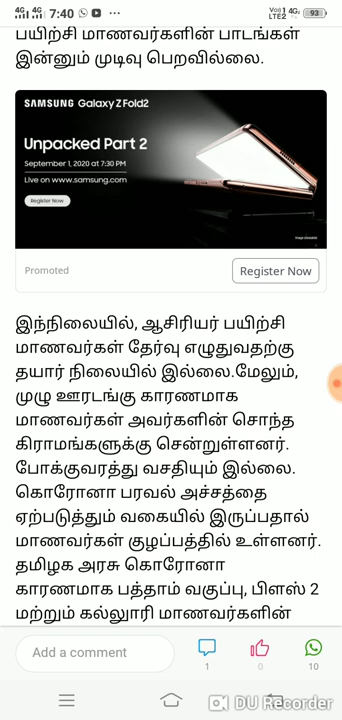 4G 4G 7:40 VoD 1 4G LTE2 93
பயிற்சி மாணவர்களின் பாடங்கள்
இன்னும் முடிவு பெறவில்லை.
SAMSUNG Galaxy Z Fold2
Unpacked Part 2
September 1, 2020 at 7:30 PM
Live on www.samsung.com
Register Now
Image simulated
Promoted
Register Now
இந்நிலையில், ஆசிரியர் பயிற்சி
மாணவர்கள் தேர்வு எழுதுவதற்கு
தயார் நிலையில் இல்லை.மேலும்,
முழு ஊரடங்கு காரணமாக
மாணவர்கள் அவர்களின் சொந்த
கிராமங்களுக்கு சென்றுள்ளனர்.
போக்குவரத்து வசதியும் இல்லை.
கொரோனா பரவல் அச்சத்தை
ஏற்படுத்தும் வகையில் இருப்பதால்
மாணவர்கள் குழப்பத்தில் உள்ளனர்.
தமிழக அரசு கொரோனா
காரணமாக பத்தாம் வகுப்பு, பிளஸ் 2
மற்றும் கல்லூரி மாணவர்களின்
Add a comment
1
0
10
DU Recorder